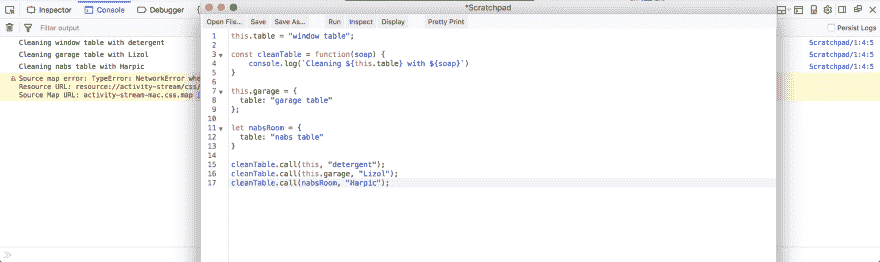 Inspector Console Debugger
Filter output
Cleaning window table with detergent
Cleaning garage table with Lizol
Cleaning nabs table with Harpic
Source map error: TypeError: NetworkError
Resource URL: resource://activity-stream/css/
Source Map URL: activity-stream-mac.css.map
*Scratchpad
Open File... Save Save As... Run Inspect Display Pretty Print
1 this.table = "window table";
2
3 const cleanTable = function(soap) {
4 console.log(`Cleaning ${this.table} with ${soap}`)
5 }
6
7 this.garage = {
8 table: "garage table"
9 };
10
11 let nabsRoom = {
12 table: "nabs table"
13 }
14
15 cleanTable.call(this, "detergent");
16 cleanTable.call(this.garage, "Lizol");
17 cleanTable.call(nabsRoom, "Harpic");
Persist Logs
Scratchpad/1:4:5
Scratchpad/1:4:5
Scratchpad/1:4:5